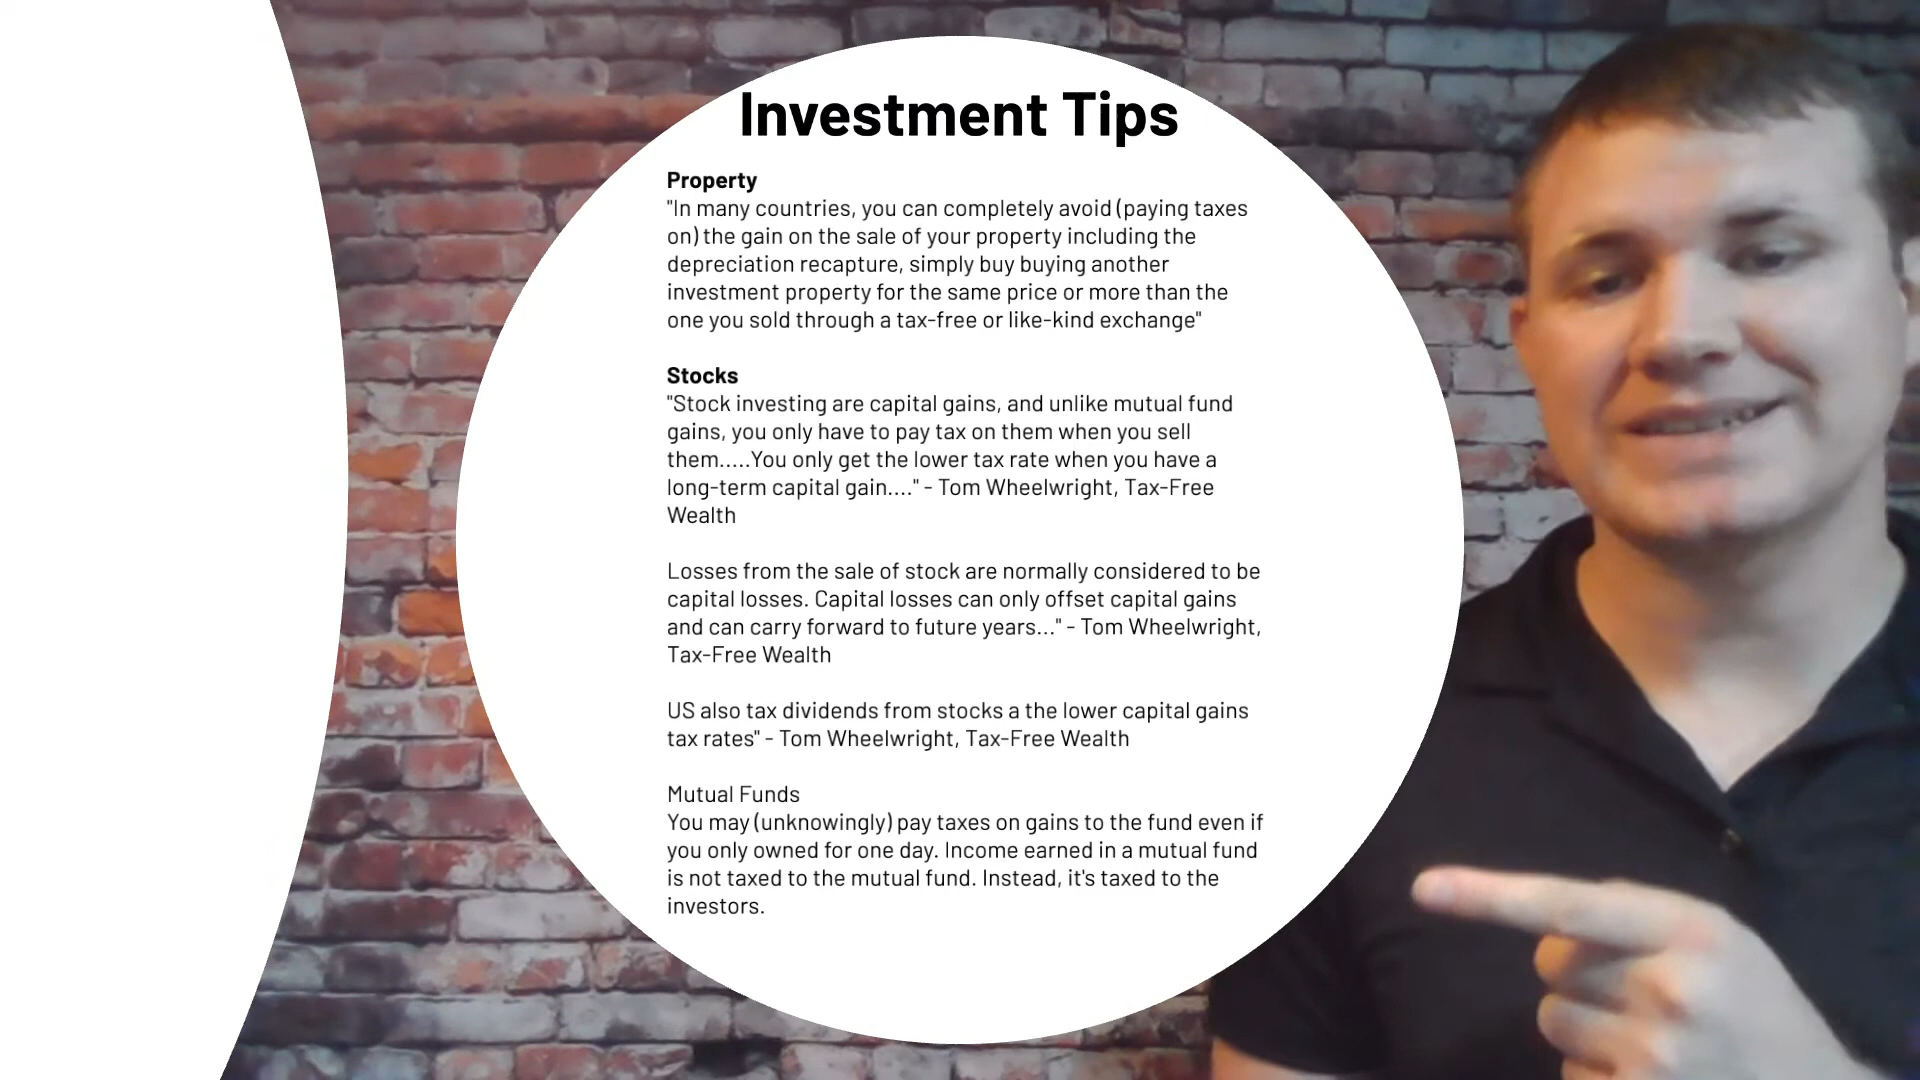 Investment Tips
Property
"In many countries, you can completely avoid (paying taxes
on) the gain on the sale of your property including the
depreciation recapture, simply buy buying another
investment property for the same price or more than the
one you sold through a tax-free or like-kind exchange"
Stocks
"Stock investing are capital gains, and unlike mutual fund
gains, you only have to pay tax on them when you sell
them.....You only get the lower tax rate when you have a
long-term capital gain...." - Tom Wheelwright, Tax-Free
Wealth
Losses from the sale of stock are normally considered to be
capital losses. Capital losses can only offset capital gains
and can carry forward to future years..." - Tom Wheelwright,
Tax-Free Wealth
US also tax dividends from stocks a the lower capital gains
tax rates" - Tom Wheelwright, Tax-Free Wealth
Mutual Funds
You may (unknowingly) pay taxes on gains to the fund even if
you only owned for one day. Income earned in a mutual fund
is not taxed to the mutual fund. Instead, it's taxed to the
investors.